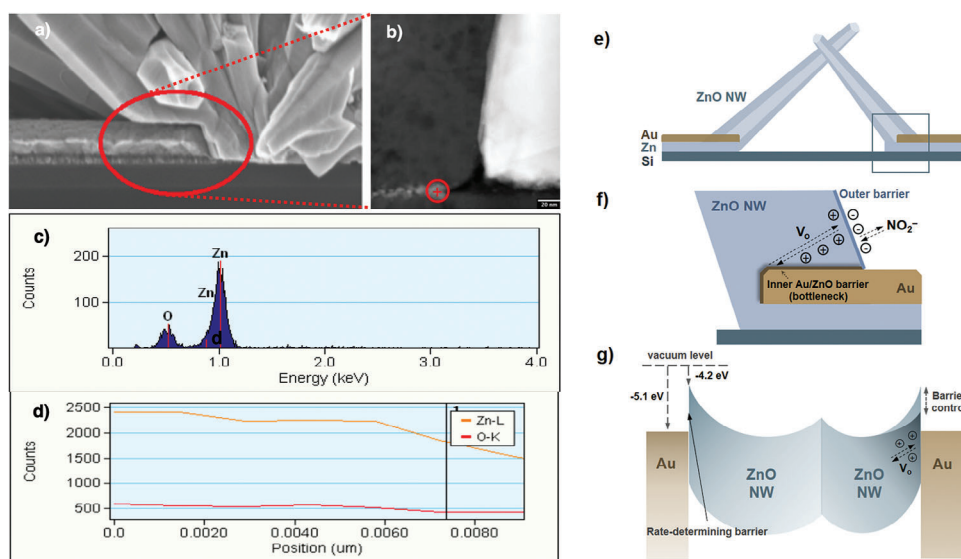 a)
b)
20 nm
c)
Counts
200
100
O
Zn
Zn
d
0.0
1.0
2.0
3.0
4.0
Energy (keV)
d)
Counts
2500
2000
1500
1000
500
Zn-L
O-K
0.0
0.0020
0.0040
0.0060
0.0080
Position (um)
e)
ZnO NW
Au
Zn
Si
f)
ZnO NW
Outer barrier
Vo
NO2−
Inner Au/ZnO barrier
(bottleneck)
Au
g)
vacuum level
-4.2 eV
-5.1 eV
Barrier
control
Au
ZnO
NW
ZnO
NW
Vo
Au
Rate-determining barrier